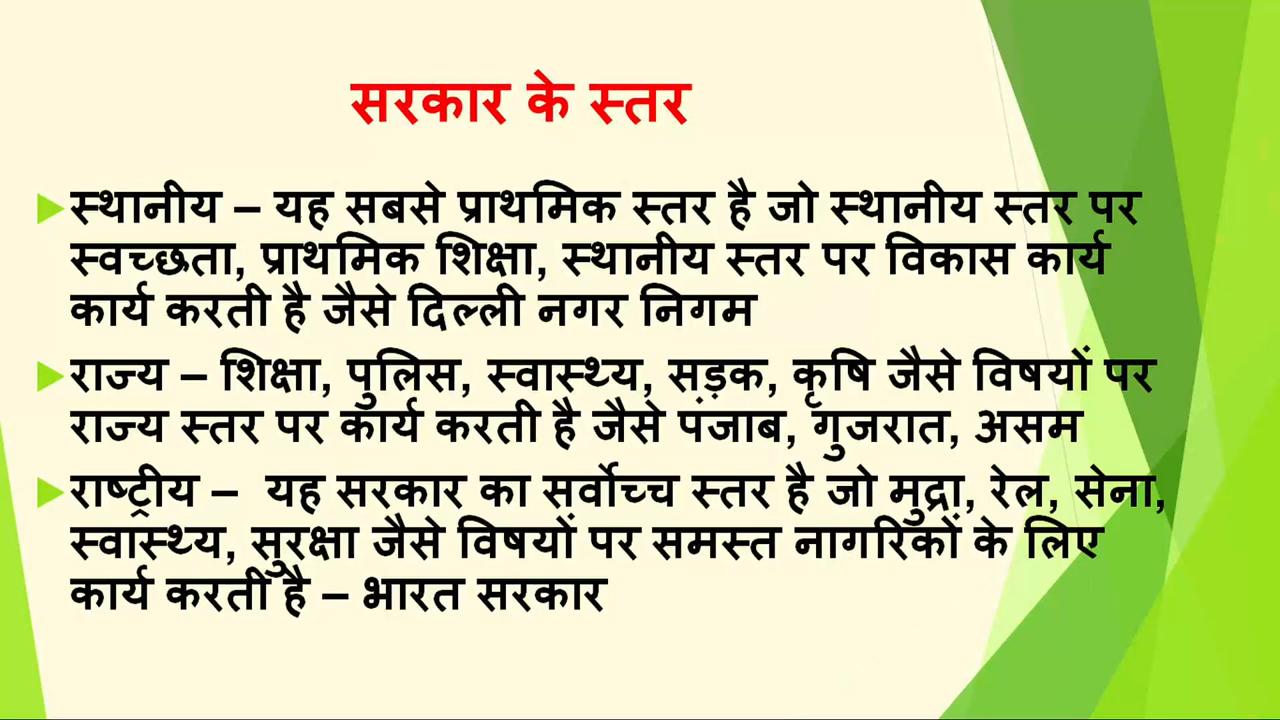 सरकार के स्तर
स्थानीय – यह सबसे प्राथमिक स्तर है जो स्थानीय स्तर पर
स्वच्छता, प्राथमिक शिक्षा, स्थानीय स्तर पर विकास कार्य
कार्य करती है जैसे दिल्ली नगर निगम
राज्य – शिक्षा, पुलिस, स्वास्थ्य, सड़क, कृषि जैसे विषयों पर
राज्य स्तर पर कार्य करती है जैसे पंजाब, गुजरात, असम
राष्ट्रीय – यह सरकार का सर्वोच्च स्तर है जो मुद्रा, रेल, सेना,
स्वास्थ्य, सुरक्षा जैसे विषयों पर समस्त नागरिकों के लिए
कार्य करती है – भारत सरकार